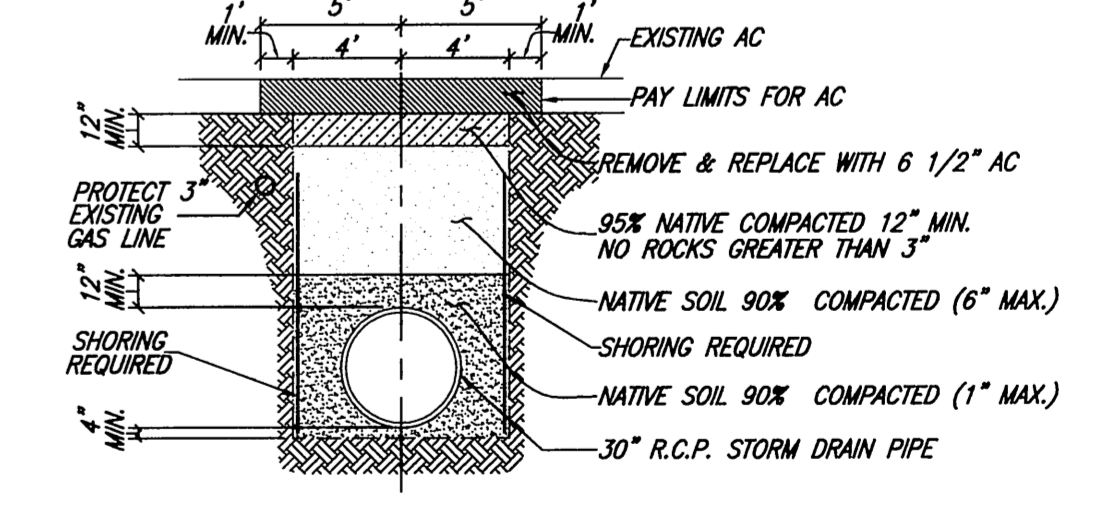 1'
MIN.
5'
5'
1'
MIN.
4'
4'
EXISTING AC
PAY LIMITS FOR AC
12"
MIN.
REMOVE & REPLACE WITH 6 1/2" AC
PROTECT 3"
EXISTING
GAS LINE
95% NATIVE COMPACTED 12" MIN.
NO ROCKS GREATER THAN 3"
12"
MIN.
NATIVE SOIL 90% COMPACTED (6" MAX.)
SHORING
REQUIRED
SHORING REQUIRED
NATIVE SOIL 90% COMPACTED (1" MAX.)
4"
MIN.
30" R.C.P. STORM DRAIN PIPE